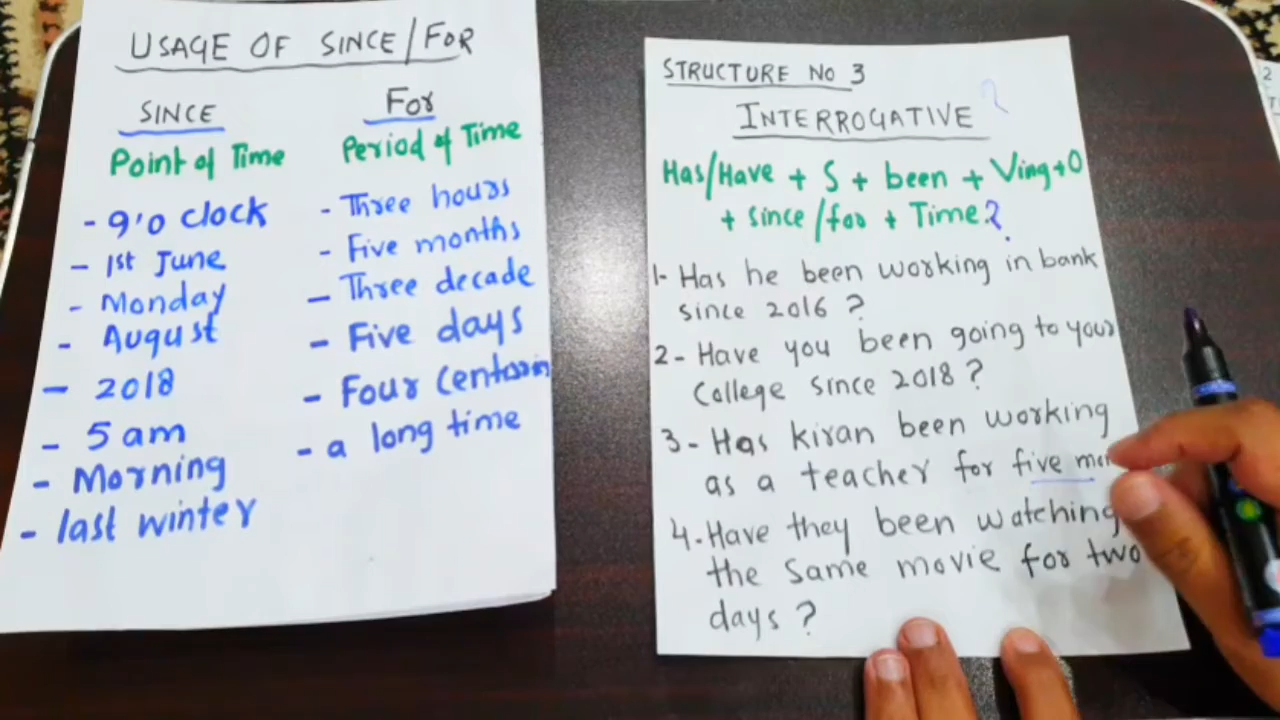 USAGE OF SINCE/FOR
SINCE
Point of Time
- 9'o clock
- 1st June
- Monday
- August
- 2018
- 5 am
- Morning
- last winter
For
Period of Time
- Three hours
- Five months
- Three decade
- Five days
- Four
- a long time
STRUCTURE NO 3
INTERROGATIVE ?
Has/Have + S + been + Ving+O
+ since/for + Time?
1- Has he been working in bank
since 2016 ?
2- Have you been going to your
College since 2018 ?
3- Has kiran been working
as a teacher for five
4. Have they been watching
the same movie for two
days ?
2
T